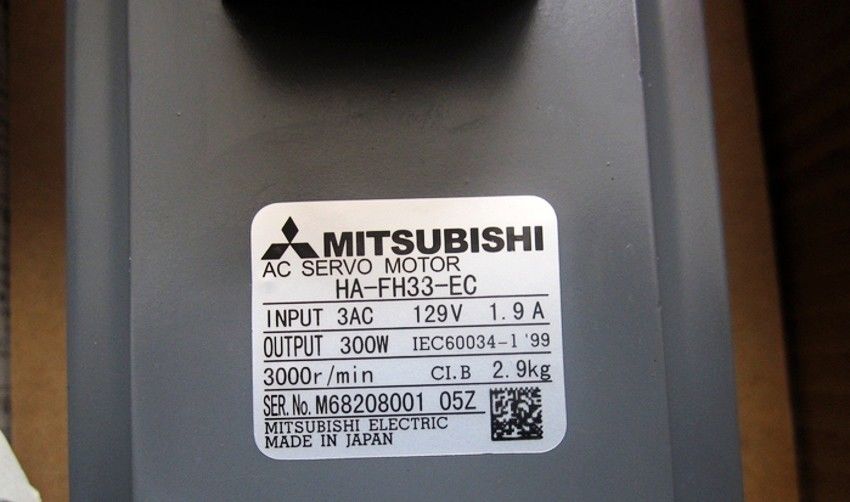 MITSUBISHI
AC SERVO MOTOR
HA-FH33-EC
INPUT 3AC 129V 1.9A
OUTPUT 300W IEC60034-1 '99
3000r/min CI.B 2.9kg
SER.No.M68208001 05Z
MITSUBISHI ELECTRIC
MADE IN JAPAN